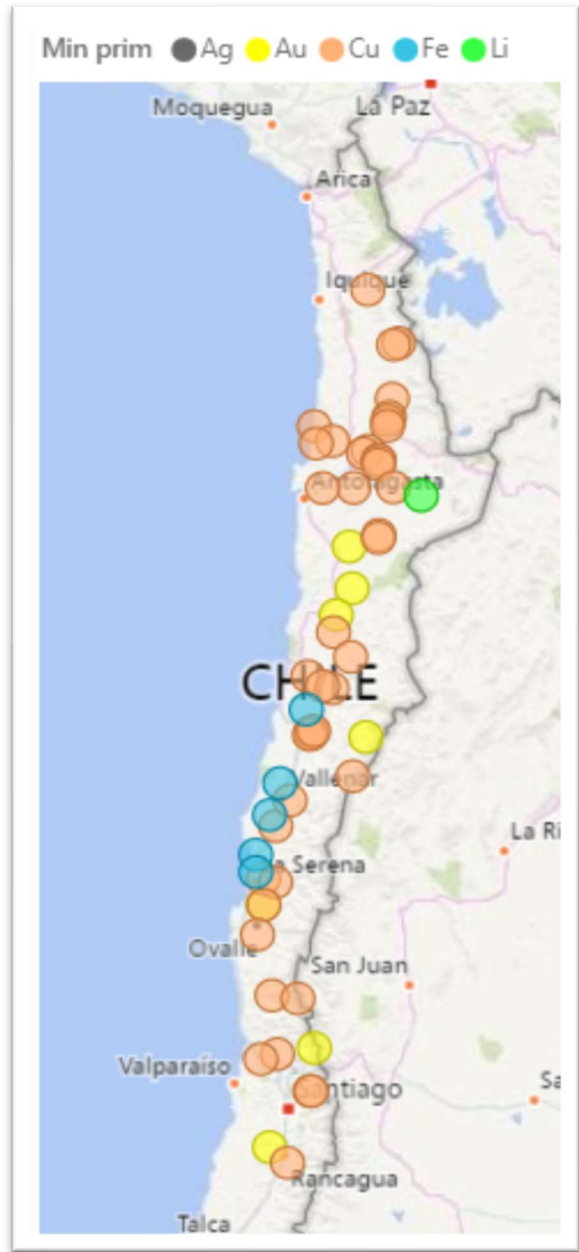 Min prim Ag Au Cu Fe Li
Moquegua
La Paz
Arica
Iquique
Antofagasta
CHILE
Vallenar
La Ri
Serena
Ovalle
San Juan
Valparaíso
Santiago
Sa
Rancagua
Talca